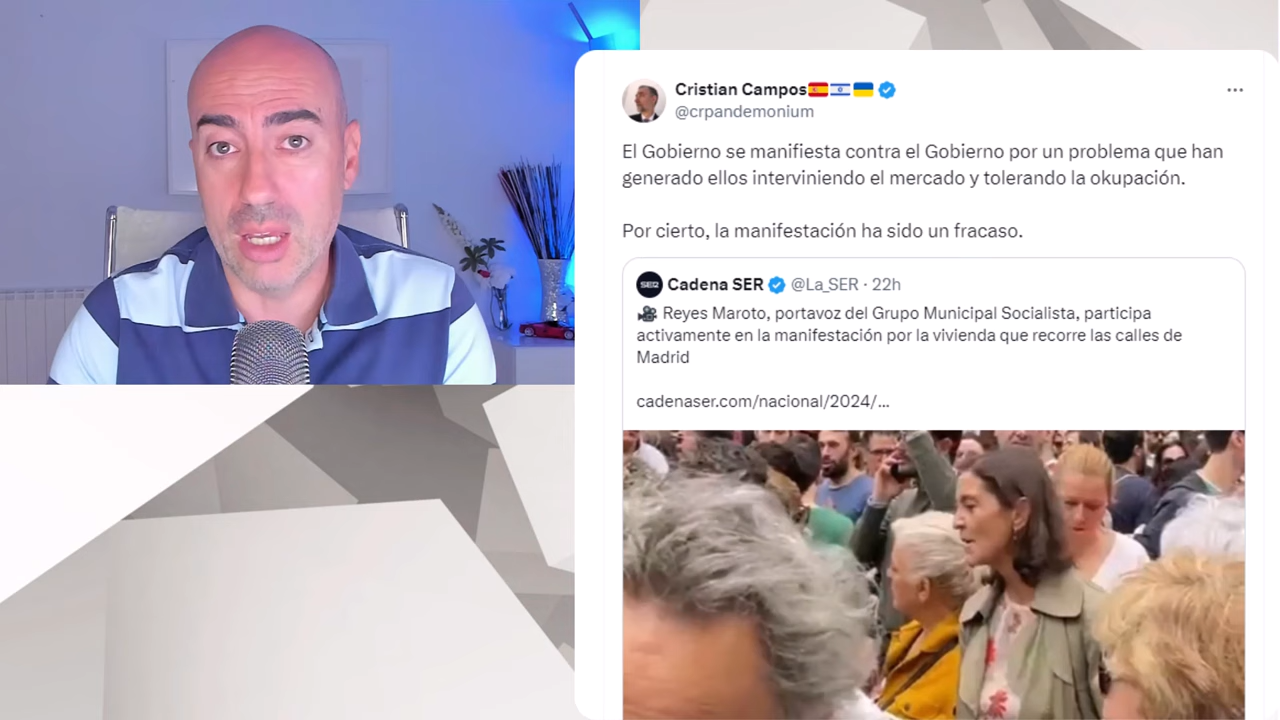 Cristian Campos🇪🇸🇮🇱🇺🇦
@crpandemonium
El Gobierno se manifiesta contra el Gobierno por un problema que han
generado ellos interviniendo el mercado y tolerando la okupación.
Por cierto, la manifestación ha sido un fracaso.
SER
Cadena SER @La_SER · 22h
🎥 Reyes Maroto, portavoz del Grupo Municipal Socialista, participa
activamente en la manifestación por la vivienda que recorre las calles de
Madrid
cadenaser.com/nacional/2024/...